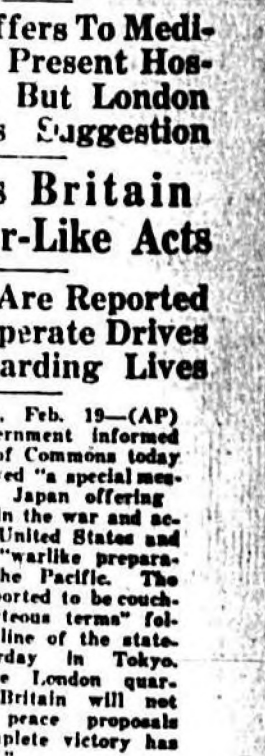 ffers To Medi-
Present Hos-
But London
s Suggestion
s Britain
r-Like Acts
Are Reported
perate Drives
arding Lives
. Feb. 19—(AP)
ernment informed
of Commons today
ed "a special mes-
Japan offering
in the war and ac-
United States and
"warlike prepara-
he Pacific. The
orted to be couch-
teous terms" fol-
line of the state-
rday in Tokyo.
e London quar-
Britain will not
peace proposals
plete victory has